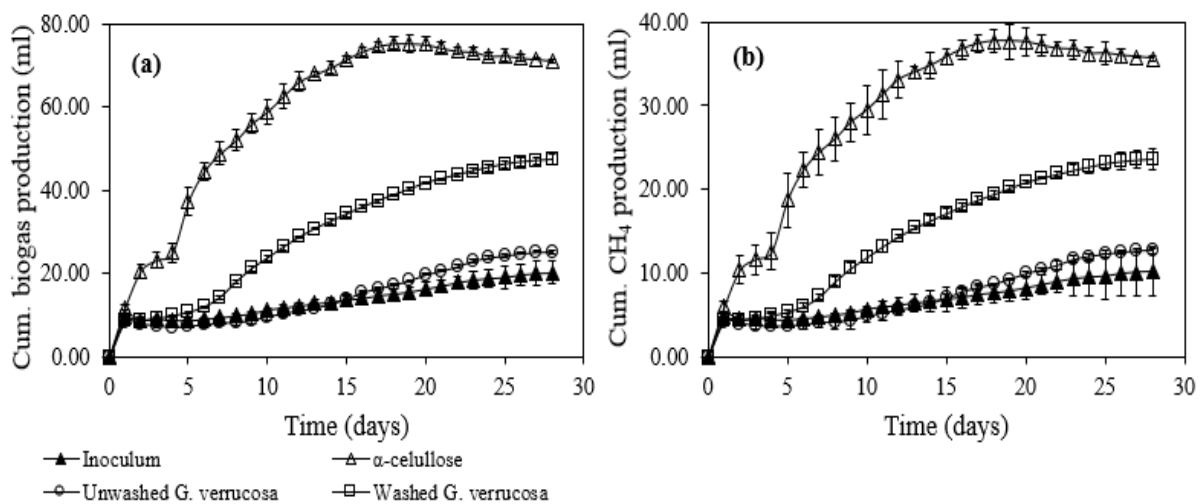 80.00
60.00
40.00
20.00
0.00
Cum. biogas production (ml)
(a)
0 5 10 15 20 25 30
Time (days)
40.00
30.00
20.00
10.00
0.00
Cum. CH₄ production (ml)
(b)
0 5 10 15 20 25 30
Time (days)
Inoculum
α-celullose
Unwashed G. verrucosa
Washed G. verrucosa